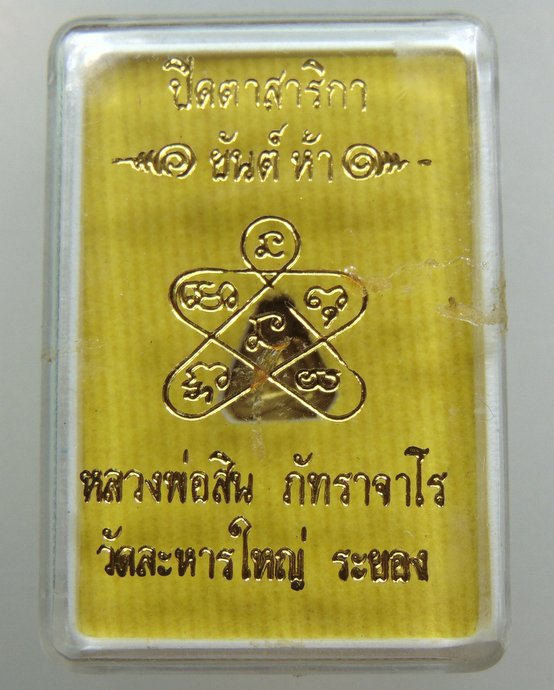 ปิดตาสาริกา
ยันต์ ห้า
หลวงพ่อสิน ภัทราจาโร
วัดละหารใหญ่ ระยอง